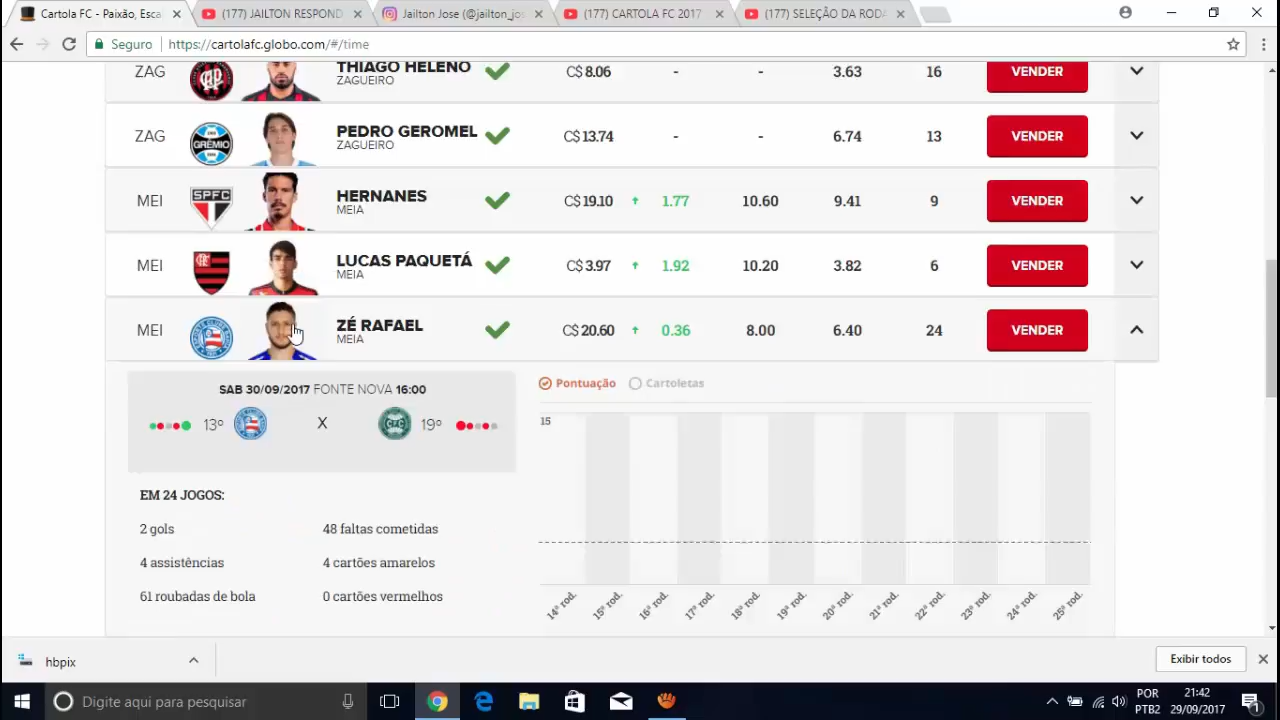 Cartola FC - Paixão, Esca
(177) JAILTON RESPOND
Jailton Jose (@jailton_jos
(177) CARTOLA FC 2017
(177) SELEÇÃO DA RODA
Seguro
https://cartolafc.globo.com/#/time
ZAG THIAGO HELENO C$ 8.06 - - 3.63 16 VENDER
ZAGUEIRO
ZAG PEDRO GEROMEL C$ 13.74 - - 6.74 13 VENDER
ZAGUEIRO
MEI SPFC HERNANES C$ 19.10 1.77 10.60 9.41 9 VENDER
MEIA
MEI LUCAS PAQUETÁ C$ 3.97 1.92 10.20 3.82 6 VENDER
MEIA
MEI ZÉ RAFAEL C$ 20.60 0.36 8.00 6.40 24 VENDER
MEIA
SAB 30/09/2017 FONTE NOVA 16:00
13º X 19º
Pontuação Cartoletas
15
EM 24 JOGOS:
2 gols 48 faltas cometidas
4 assistências 4 cartões amarelos
61 roubadas de bola 0 cartões vermelhos
14ª rod. 15ª rod. 16ª rod. 17ª rod. 18ª rod. 19ª rod. 20ª rod. 21ª rod. 22ª rod. 23ª rod. 24ª rod. 25ª rod.
hbpix
Exibir todos
Digite aqui para pesquisar
POR 21:42
PTB2 29/09/2017
1